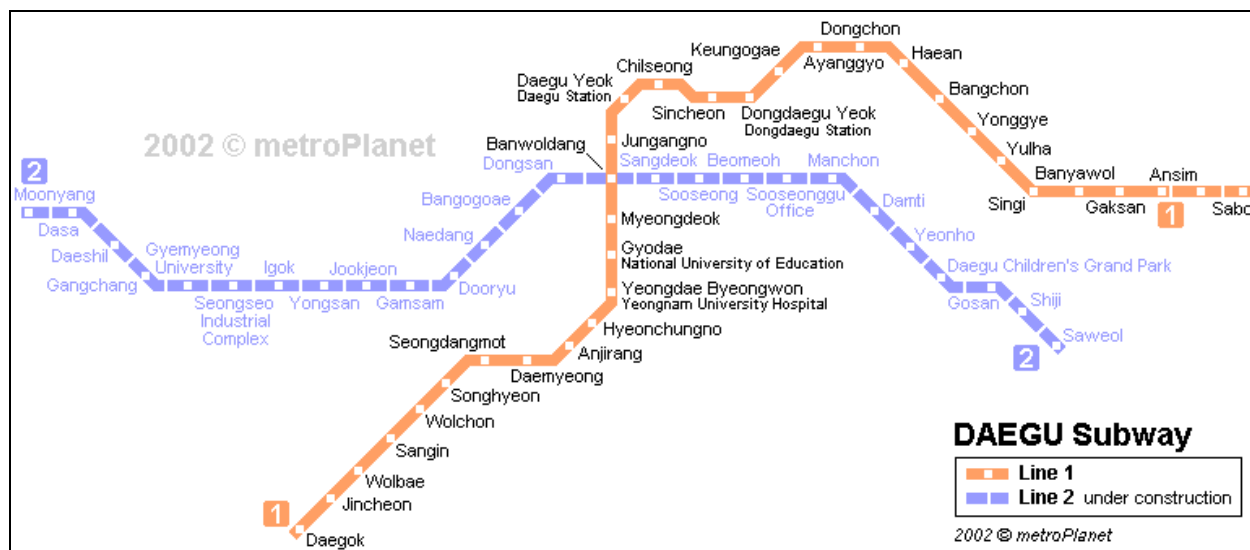 Dongchon
Keungogae
Haean
Ayanggyo
Chilseong
Daegu Yeok
Daegu Station
Bangchon
Sincheon
Dongdaegu Yeok
Dongdaegu Station
Yonggye
2002 © metroPlanet
Jungangno
Banwoldang
Yulha
Dongsan
Sangdeok
Beomeoh
Manchon
2
Moonyang
Banyawol
Ansim
Sooseong
Sooseonggu
Office
Singi
Gaksan
1
Sabo
Bangogoae
Damti
Dasa
Myeongdeok
Naedang
Yeonho
Daeshil
Gyemyeong
University
Gyodae
National University of Education
Igok
Jookjeon
Daegu Children's Grand Park
Gangchang
Dooryu
Yeongdae Byeongwon
Yeongnam University Hospital
Seongseo
Industrial
Complex
Yongsan
Gamsam
Gosan
Shiji
Hyeonchungno
Saweol
Seongdangmot
Anjirang
2
Daemyeong
Songhyeon
Wolchon
Sangin
Wolbae
Jincheon
1
Daegok
DAEGU Subway
Line 1
Line 2 under construction
2002 © metroPlanet